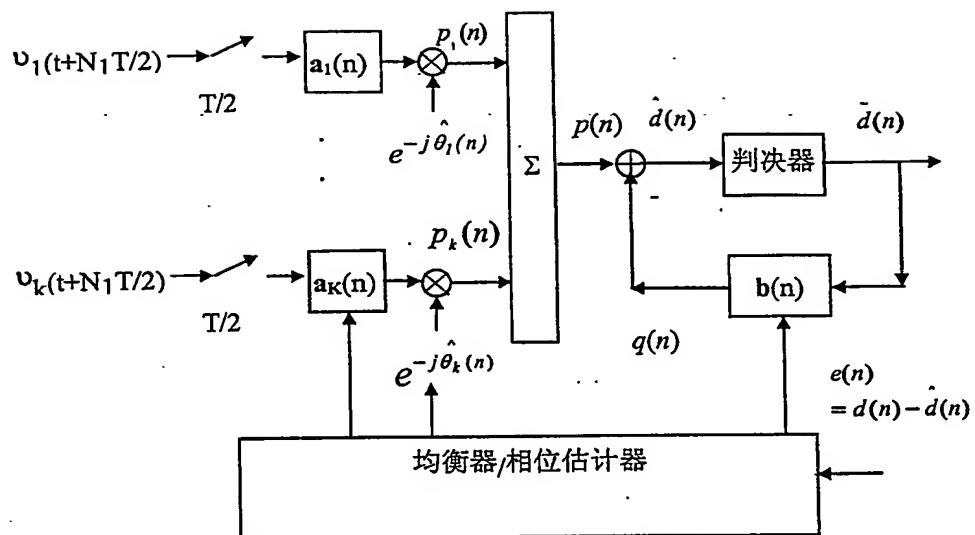 υ₁(t+N₁T/2)
T/2
a₁(n)
p₁(n)
e^{-jθ̂₁(n)}
υₖ(t+N₁T/2)
T/2
a_K(n)
pₖ(n)
e^{-jθ̂ₖ(n)}
Σ
p(n)
-
d̂(n)
判决器
d̄(n)
b(n)
q(n)
e(n)
= d(n) − d̂(n)
均衡器/相位估计器